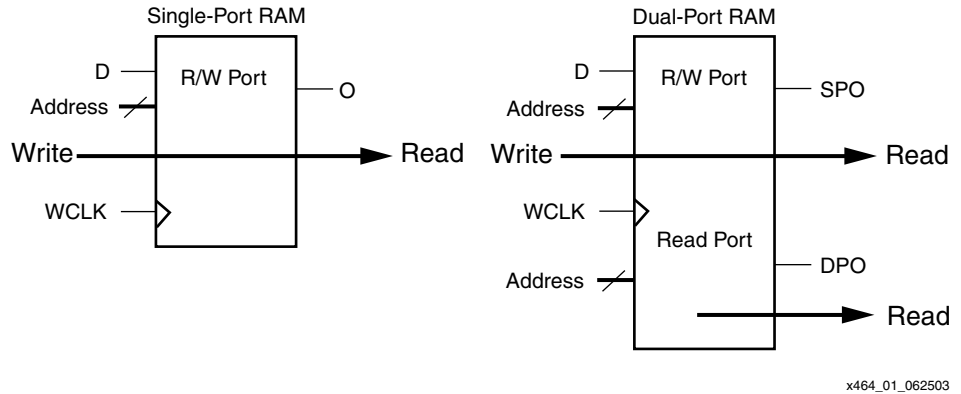 Single-Port RAM
D
R/W Port
O
Address
Write
Read
WCLK
Dual-Port RAM
D
R/W Port
SPO
Address
Write
Read
WCLK
Read Port
DPO
Address
Read
x464_01_062503